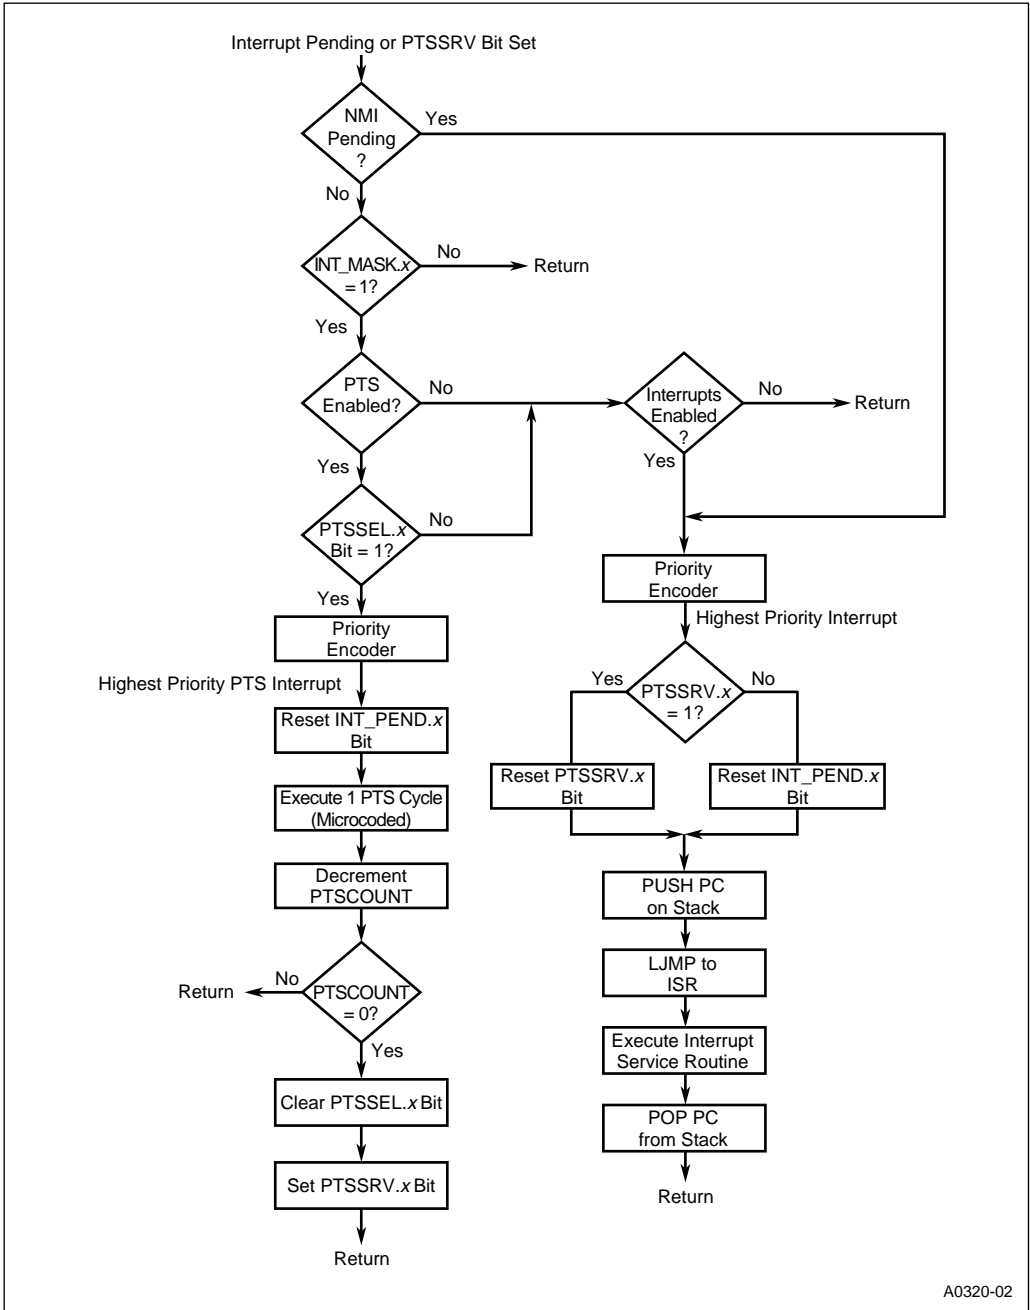 Interrupt Pending or PTSSRV Bit Set
NMI
Pending
?
Yes
No
INT_MASK.x
= 1?
No
Return
Yes
PTS
Enabled?
No
Interrupts
Enabled
?
No
Return
Yes
Yes
PTSSEL.x
Bit = 1?
No
Yes
Priority
Encoder
Highest Priority Interrupt
Priority
Encoder
Highest Priority PTS Interrupt
Yes
PTSSRV.x
= 1?
No
Reset INT_PEND.x
Bit
Reset PTSSRV.x
Bit
Reset INT_PEND.x
Bit
Execute 1 PTS Cycle
(Microcoded)
Decrement
PTSCOUNT
PUSH PC
on Stack
LJMP to
ISR
No
Return
PTSCOUNT
= 0?
Yes
Execute Interrupt
Service Routine
Clear PTSSEL.x Bit
POP PC
from Stack
Set PTSSRV.x Bit
Return
Return
A0320-02